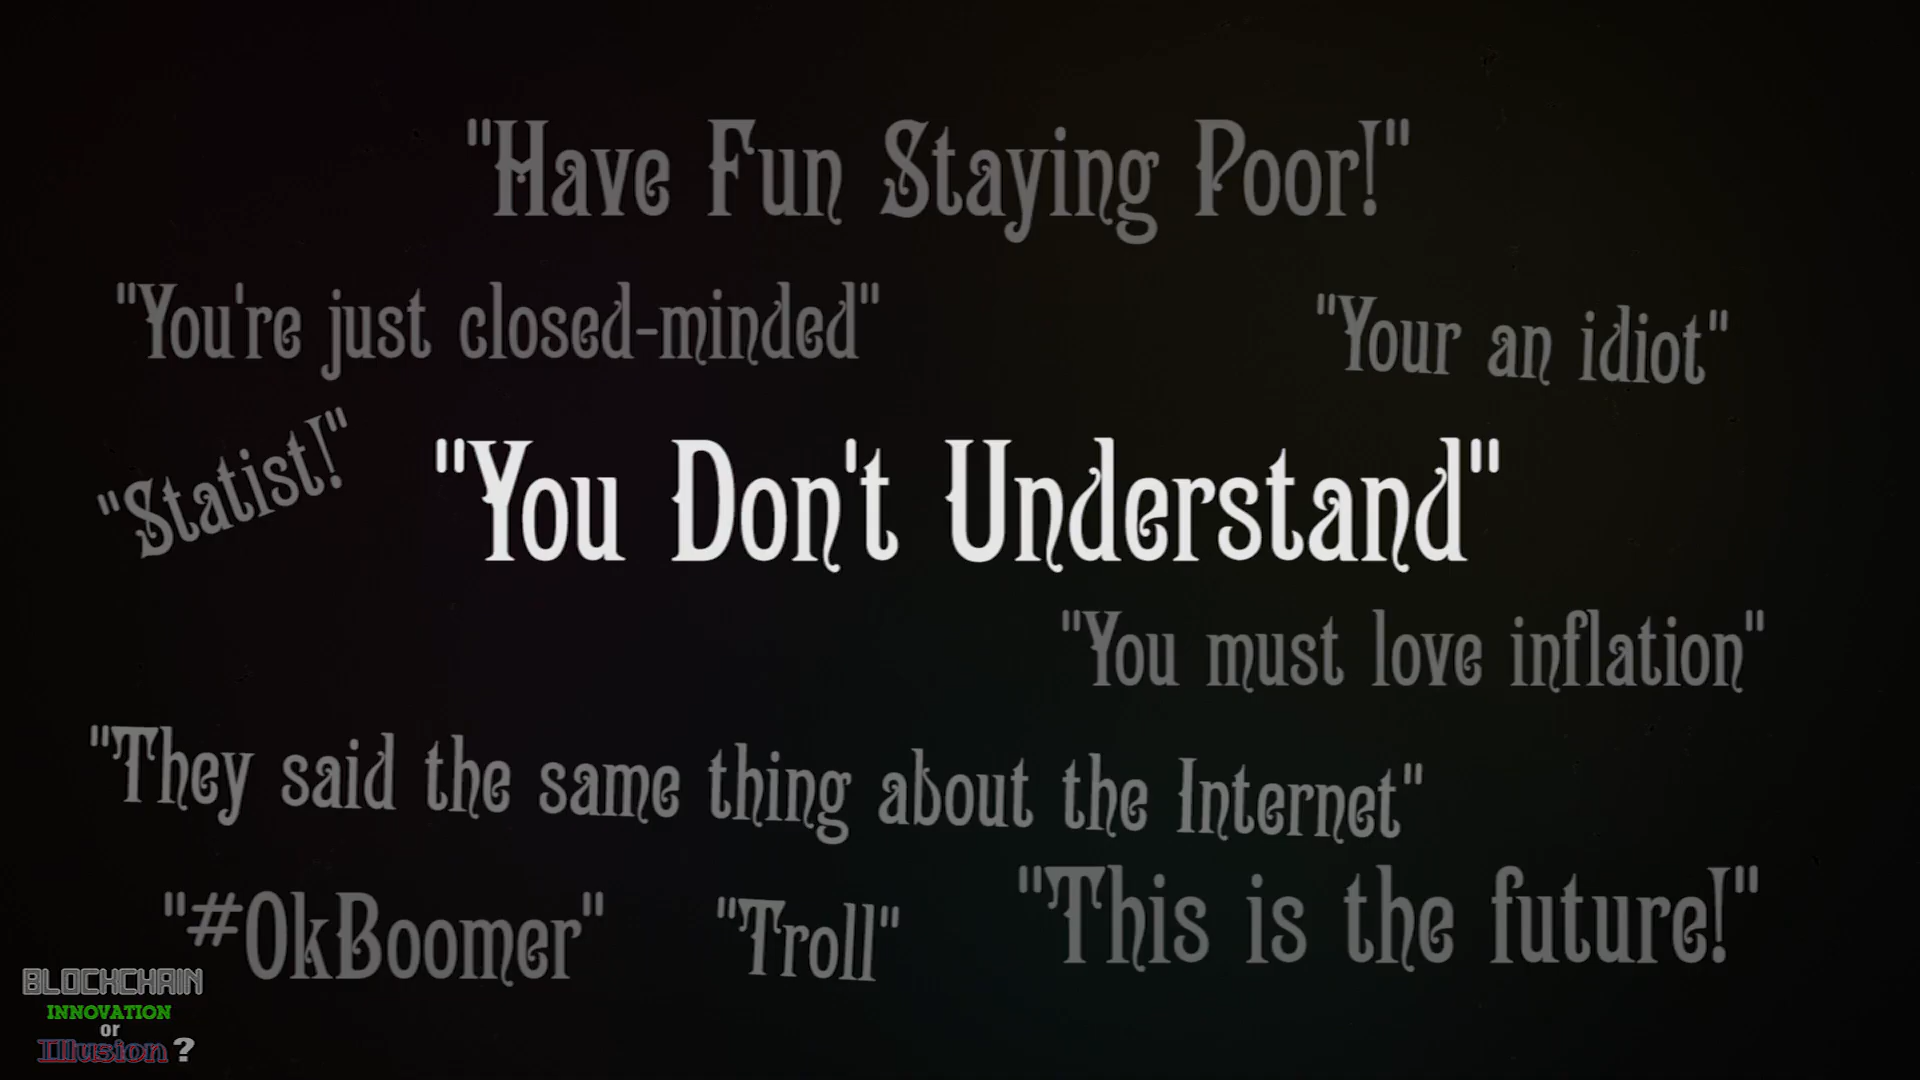 "Have Fun Staying Poor!"
"You're just closed-minded"
"Your an idiot"
"Statist!"
"You Don't Understand"
"You must love inflation"
"They said the same thing about the Internet"
"#OkBoomer"
"Troll"
"This is the future!"
BLOCKCHAIN
INNOVATION
or
Illusion?